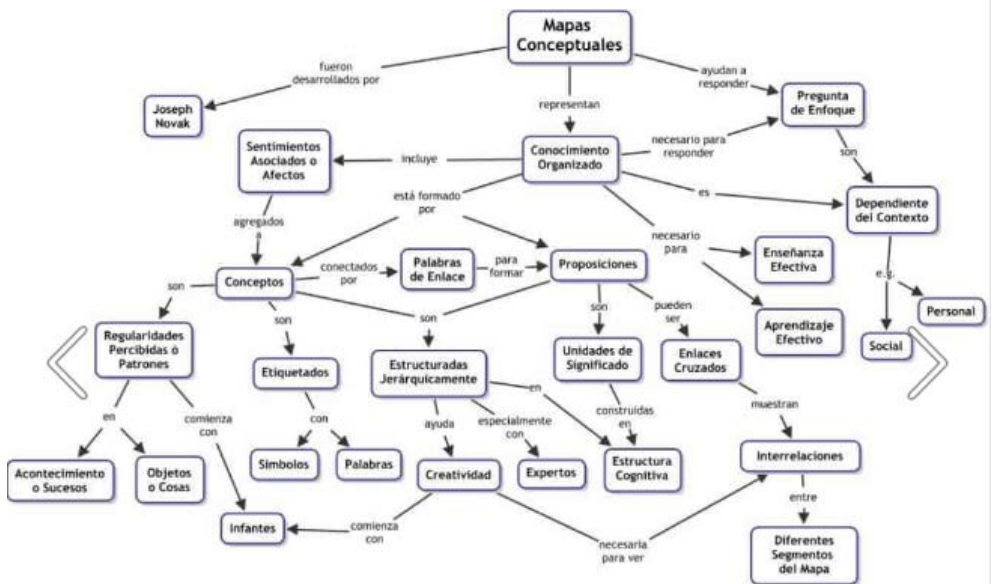 Mapas
Conceptuales
fueron
desarrollados por
ayudan a
responder
Joseph
Novak
representan
Pregunta
de Enfoque
Sentimientos
Asociados o
Afectos
incluye
Conocimiento
Organizado
necesario para
responder
son
está formado
por
es
Dependiente
del Contexto
agregados
a
necesario
para
Enseñanza
Efectiva
Conceptos
conectados
por
Palabras
de Enlace
para
formar
Proposiciones
e.g.
Personal
Social
Aprendizaje
Efectivo
son
son
son
son
pueden
ser
Regularidades
Percibidas ó
Patrones
Etiquetados
Estructuradas
Jerárquicamente
Unidades de
Significado
Enlaces
Cruzados
en
comienza
con
con
ayuda
especialmente
con
en
construídas
en
muestran
Acontecimiento
o Sucesos
Objetos
o Cosas
Símbolos
Palabras
Creatividad
Expertos
Estructura
Cognitiva
Interrelaciones
Infantes
comienza
con
necesaria
para ver
entre
Diferentes
Segmentos
del Mapa